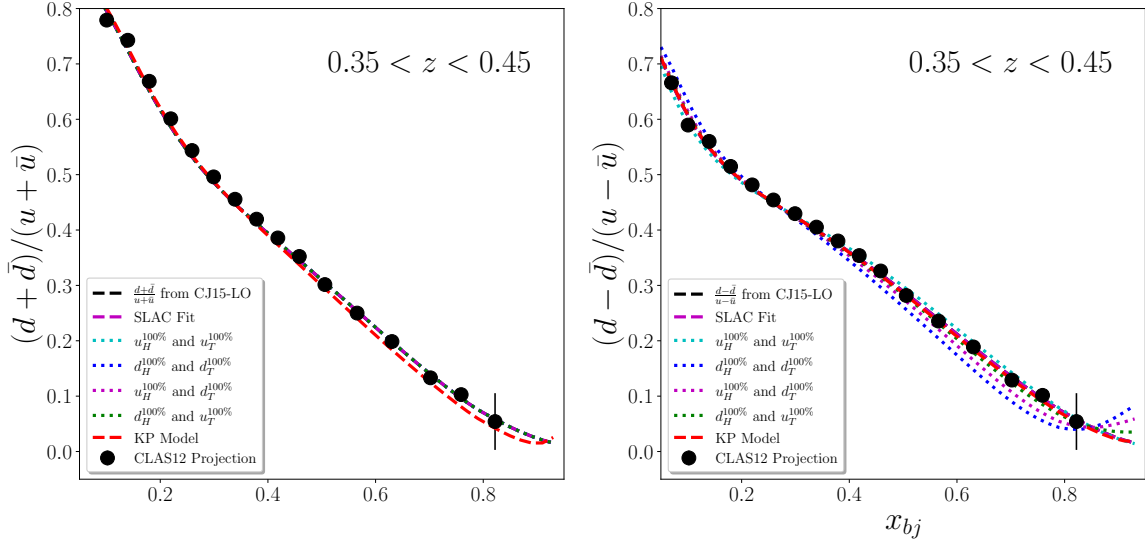 0.35 < z < 0.45
(d + d̄)/(u + ū)
0.8
0.7
0.6
0.5
0.4
0.3
0.2
0.1
0.0
d+d̄/u+ū from CJ15-LO
SLAC Fit
u_H^{100%} and u_T^{100%}
d_H^{100%} and d_T^{100%}
u_H^{100%} and d_T^{100%}
d_H^{100%} and u_T^{100%}
KP Model
CLAS12 Projection
0.2 0.4 0.6 0.8
0.35 < z < 0.45
(d − d̄)/(u − ū)
0.8
0.7
0.6
0.5
0.4
0.3
0.2
0.1
0.0
d−d̄/u−ū from CJ15-LO
SLAC Fit
u_H^{100%} and u_T^{100%}
d_H^{100%} and d_T^{100%}
u_H^{100%} and d_T^{100%}
d_H^{100%} and u_T^{100%}
KP Model
CLAS12 Projection
0.2 0.4 0.6 0.8
x_{bj}